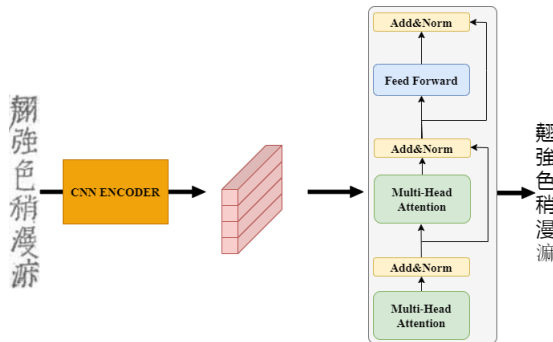 翹強色稍漫
CNN ENCODER
Add&Norm
Feed Forward
Add&Norm
Multi-Head
Attention
Add&Norm
Multi-Head
Attention
翹強色稍漫